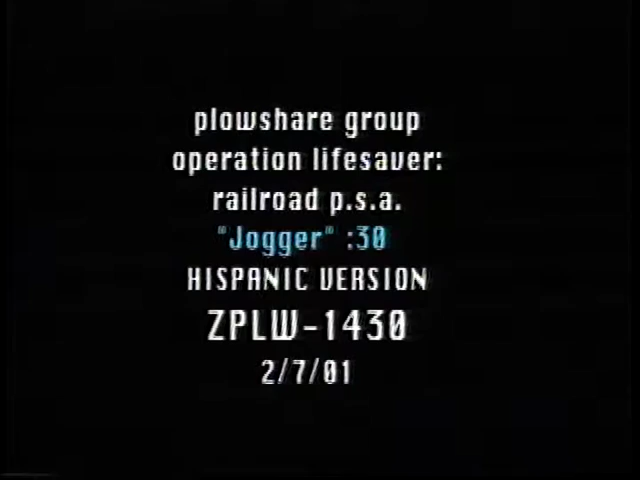 plowshare group
operation lifesaver:
railroad p.s.a.
"Jogger" :30
HISPANIC VERSION
ZPLW-1430
2/7/01